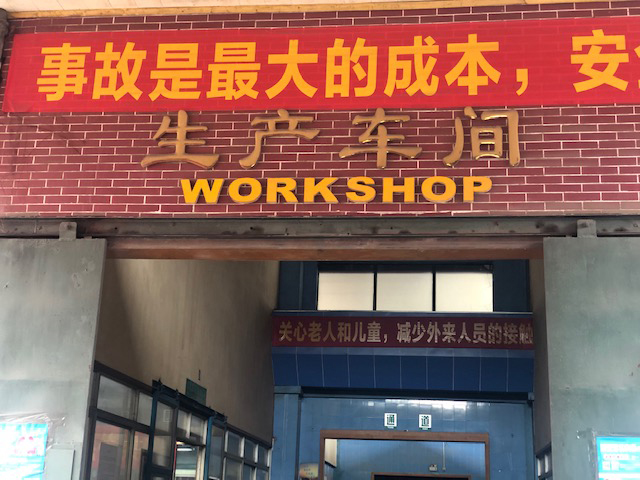 事故是最大的成本，安
生产车间
WORKSHOP
关心老人和儿童，减少外来人员的接触
通道